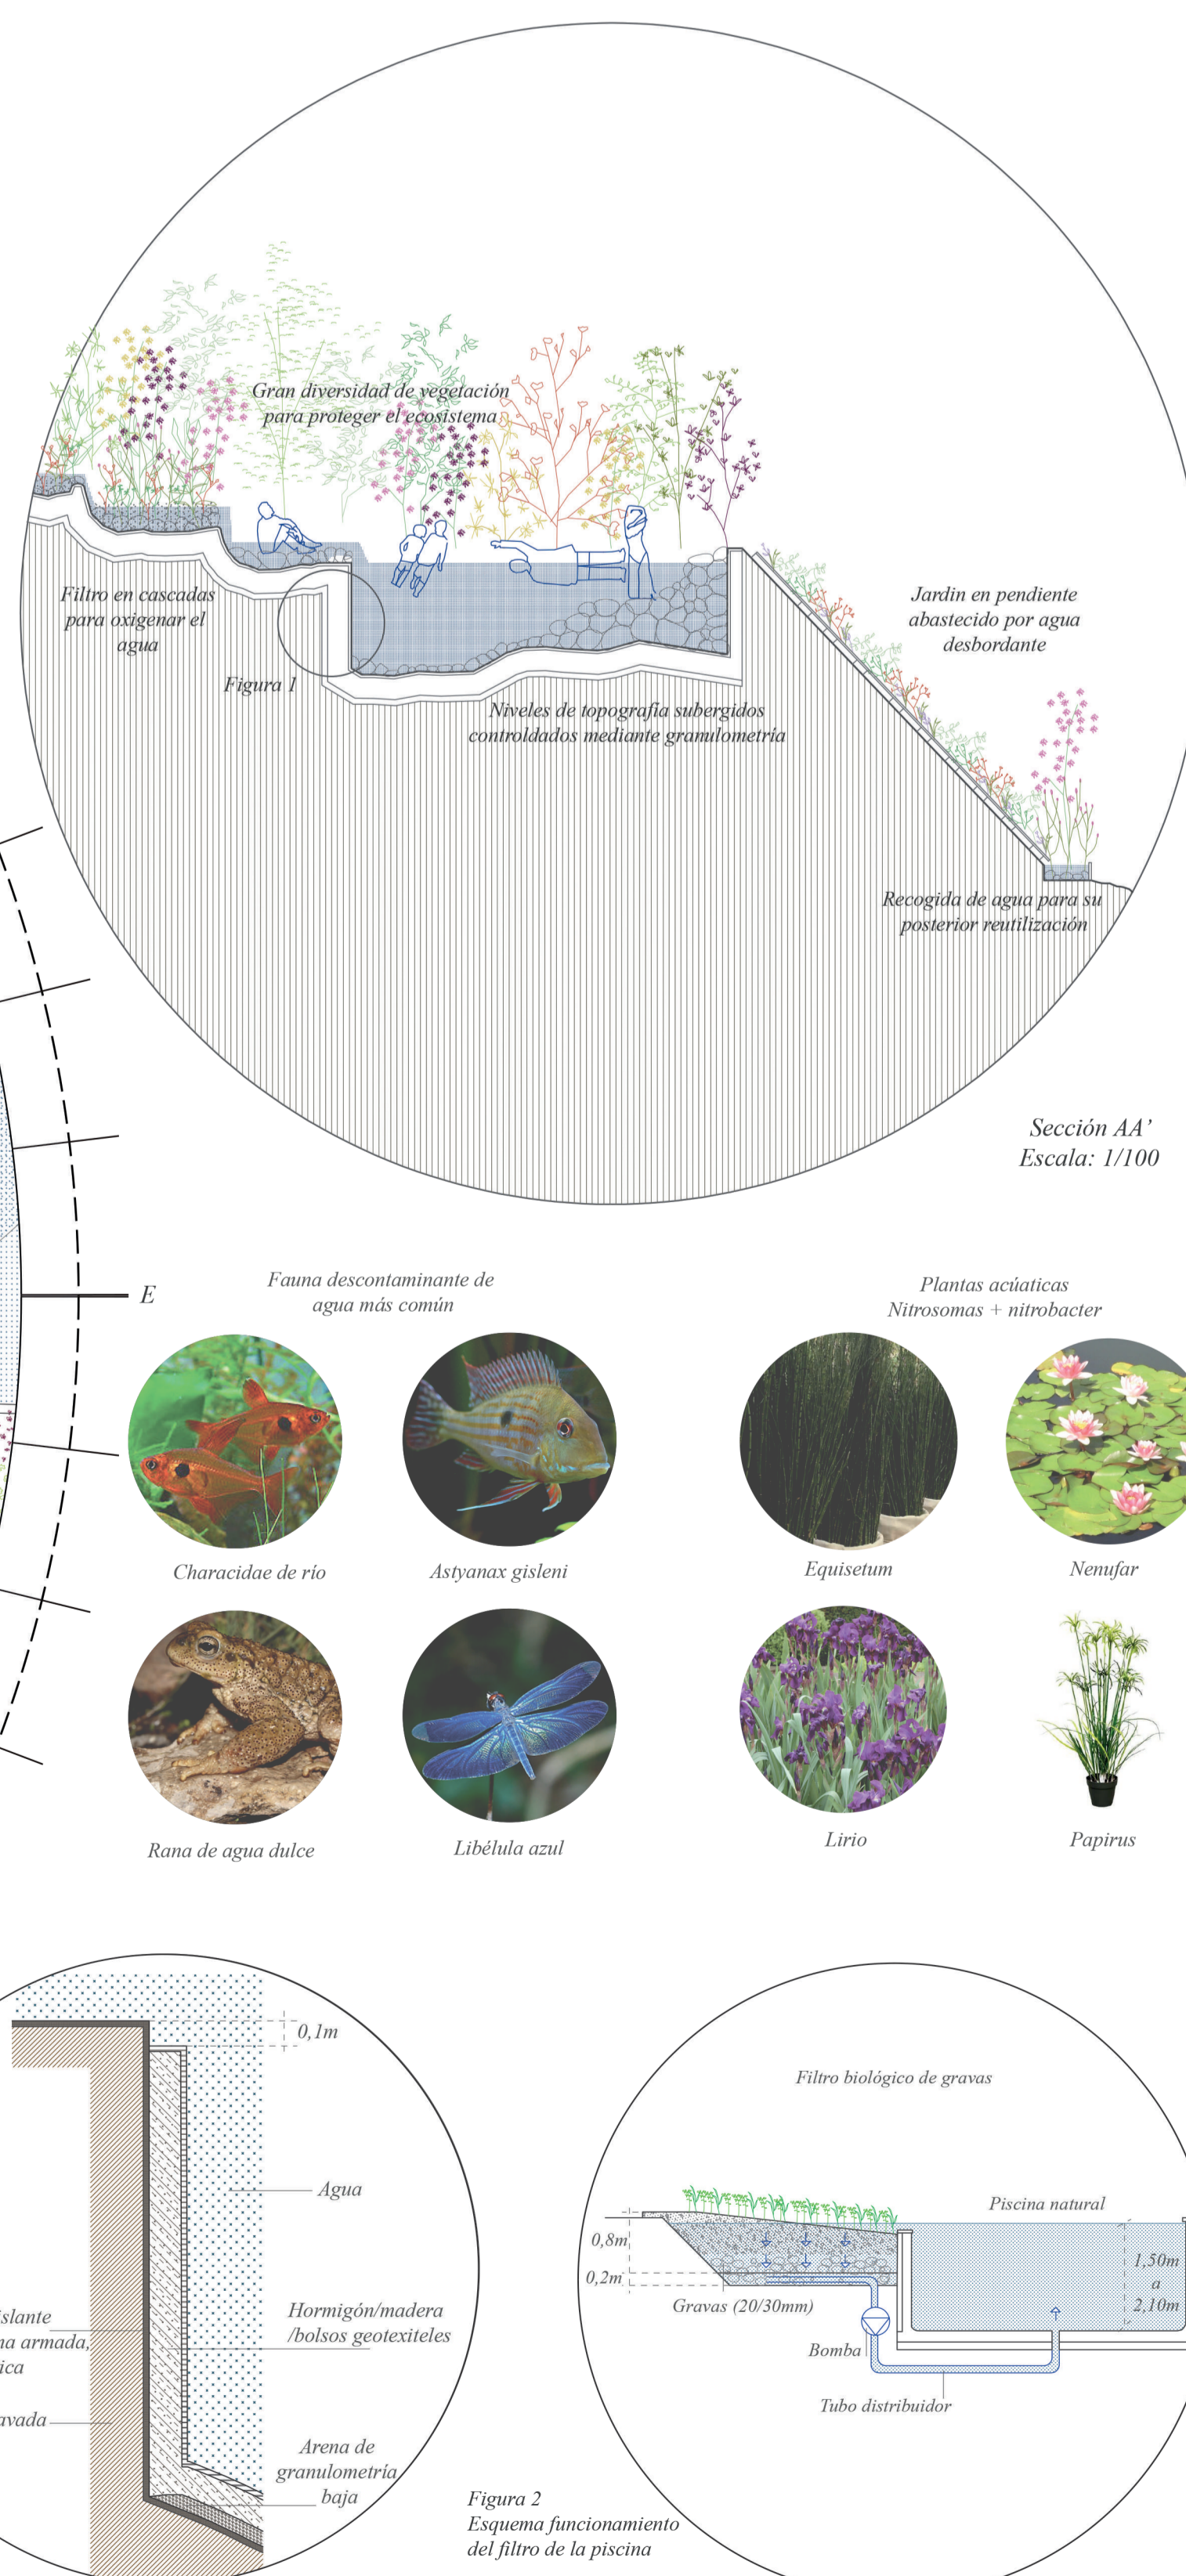 Gran diversidad de vegetación
para proteger el ecosistema
Filtro en cascadas
para oxigenar el
agua
Figura 1
Niveles de topografía subergidos
controldados mediante granulometría
Jardin en pendiente
abastecido por agua
desbordante
Recogida de agua para su
posterior reutilización
Sección AA’
Escala: 1/100
E
Fauna descontaminante de
agua más común
Characidae de río
Astyanax gisleni
Rana de agua dulce
Libélula azul
Plantas acúaticas
Nitrosomas + nitrobacter
Equisetum
Nenufar
Lirio
Papirus
0,1m
Agua
Hormigón/madera
/bolsos geotexiteles
Arena de
granulometría
baja
islante
na armada,
ica
avada
Figura 2
Esquema funcionamiento
del filtro de la piscina
Filtro biológico de gravas
Piscina natural
0,8m
0,2m
Gravas (20/30mm)
Bomba
Tubo distribuidor
1,50m
a
2,10m